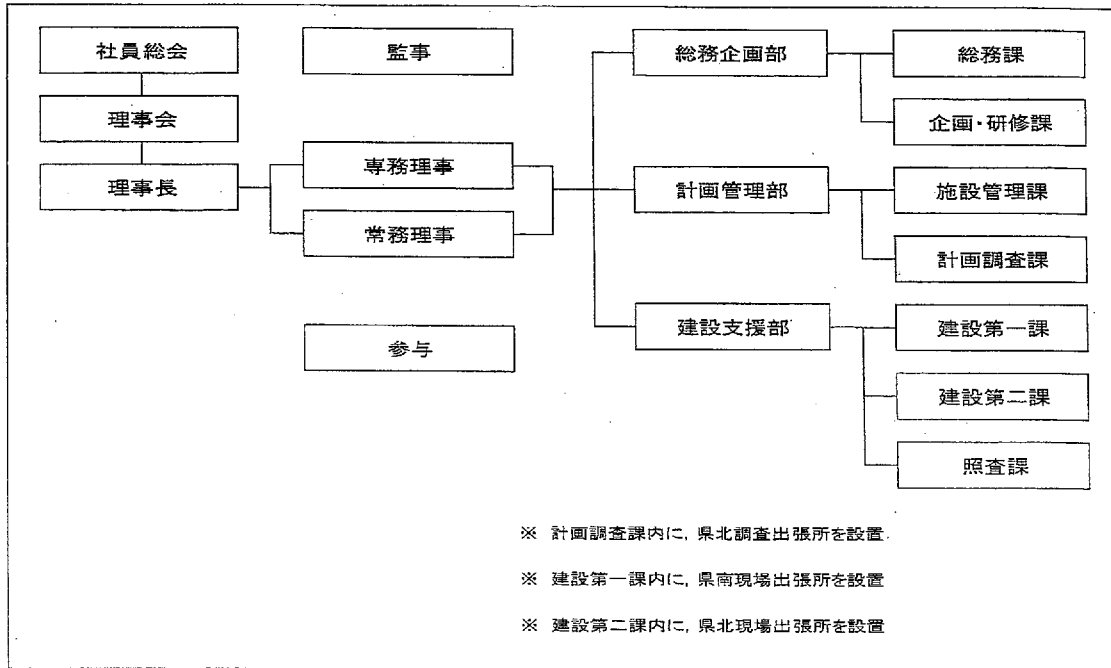 社員総会
監事
総務企画部
総務課
理事会
企画・研修課
理事長
専務理事
計画管理部
施設管理課
常務理事
計画調査課
建設支援部
建設第一課
参与
建設第二課
照査課
※ 計画調査課内に, 県北調査出張所を設置
※ 建設第一課内に, 県南現場出張所を設置
※ 建設第二課内に, 県北現場出張所を設置